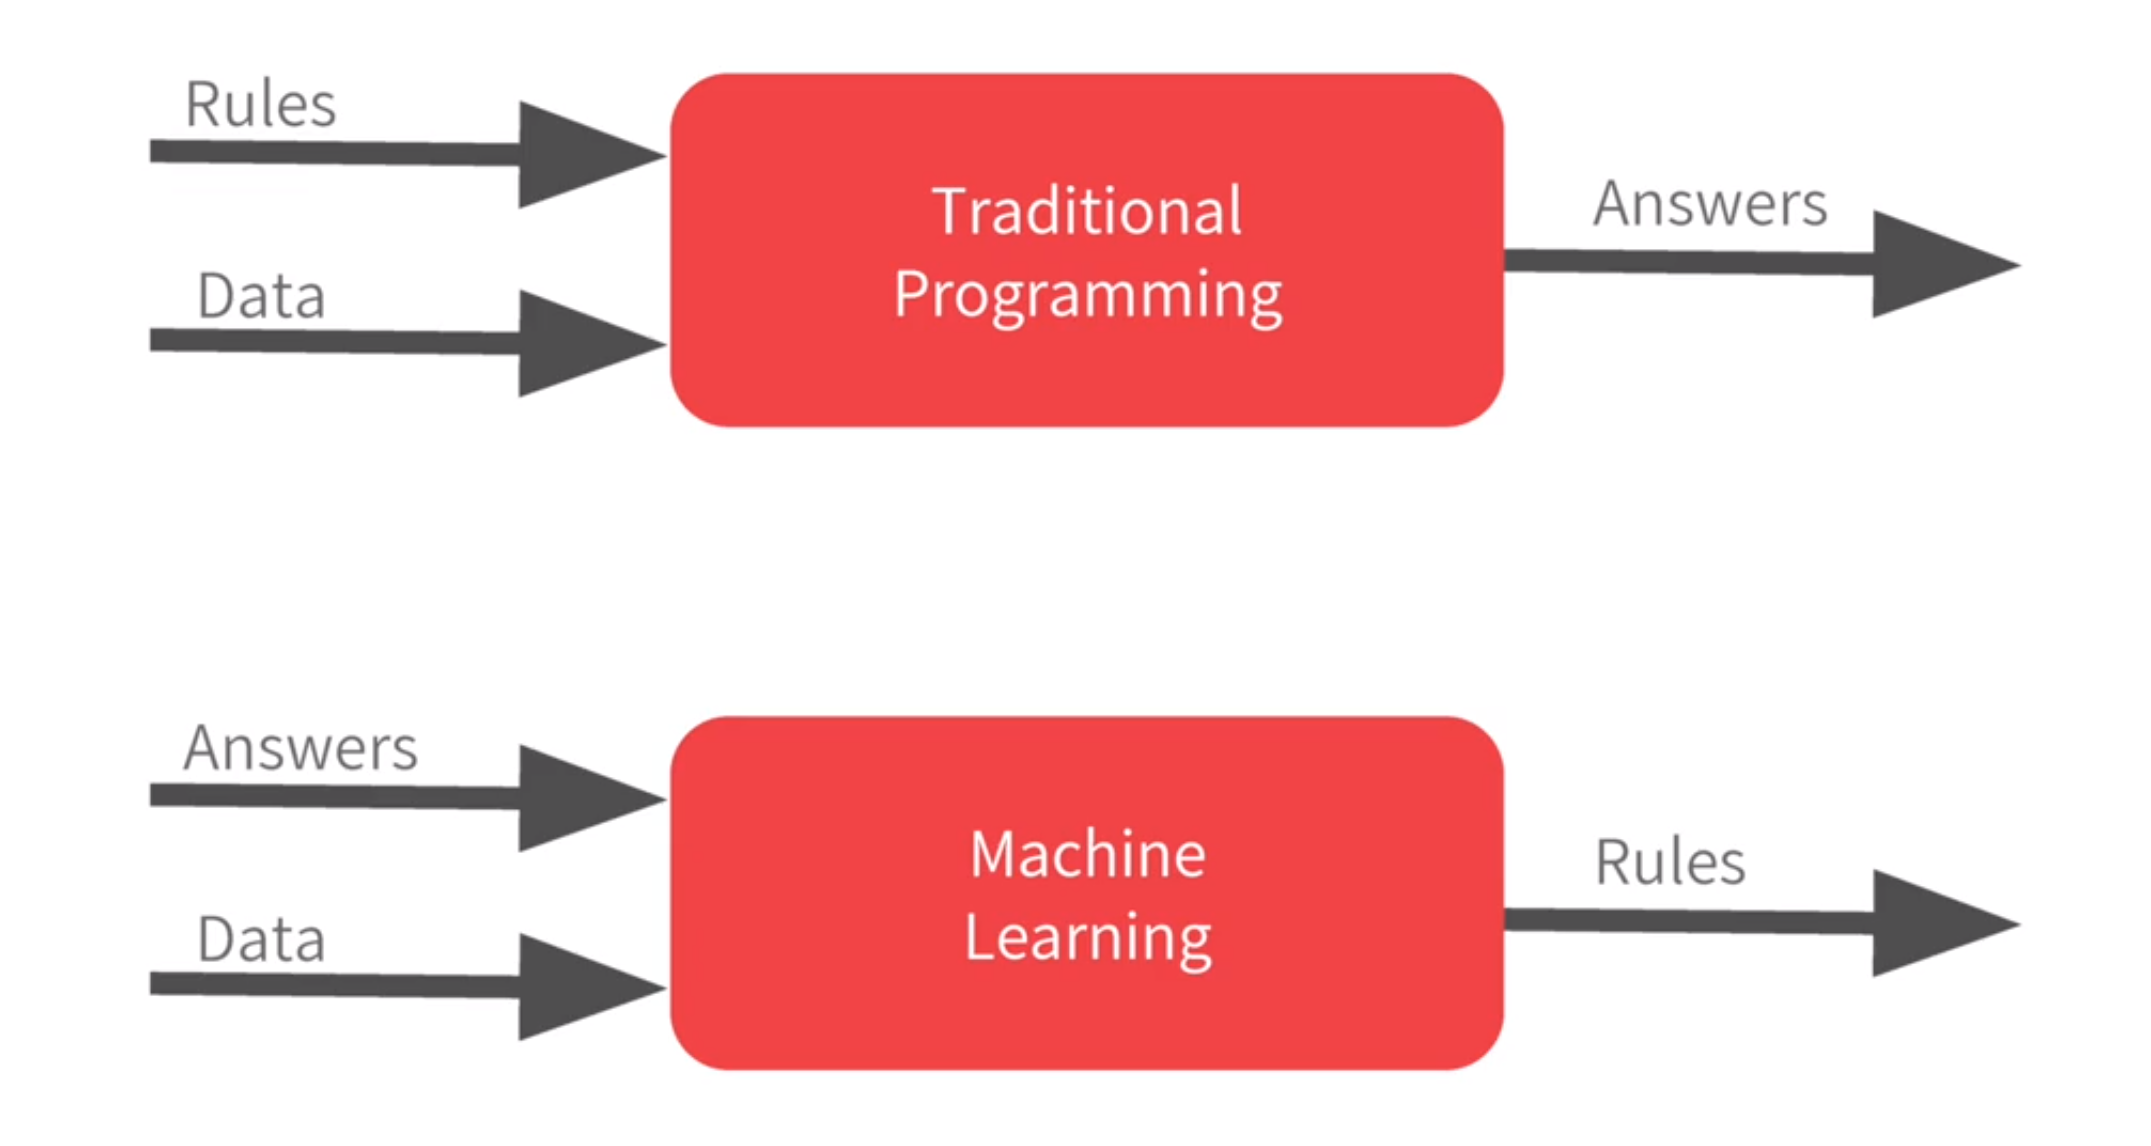 Rules
Data
Traditional
Programming
Answers
Answers
Data
Machine
Learning
Rules